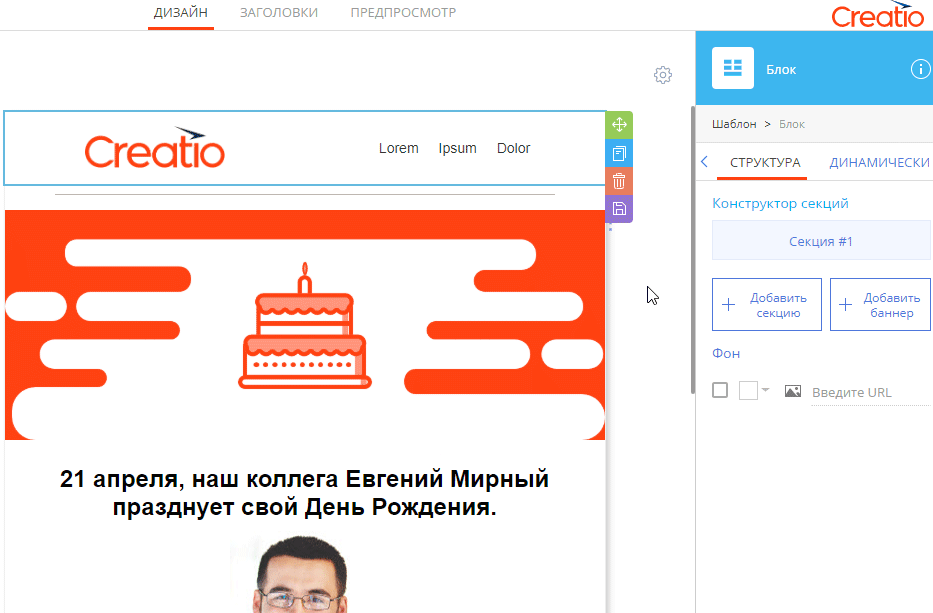 ДИЗАЙН ЗАГОЛОВКИ ПРЕДПРОСМОТР
Creatio
Блок
Шаблон > Блок
СТРУКТУРА ДИНАМИЧЕСКИ
Конструктор секций
Секция #1
Добавить
секцию
Добавить
баннер
Фон
Введите URL
Creatio
Lorem Ipsum Dolor
21 апреля, наш коллега Евгений Мирный
празднует свой День Рождения.